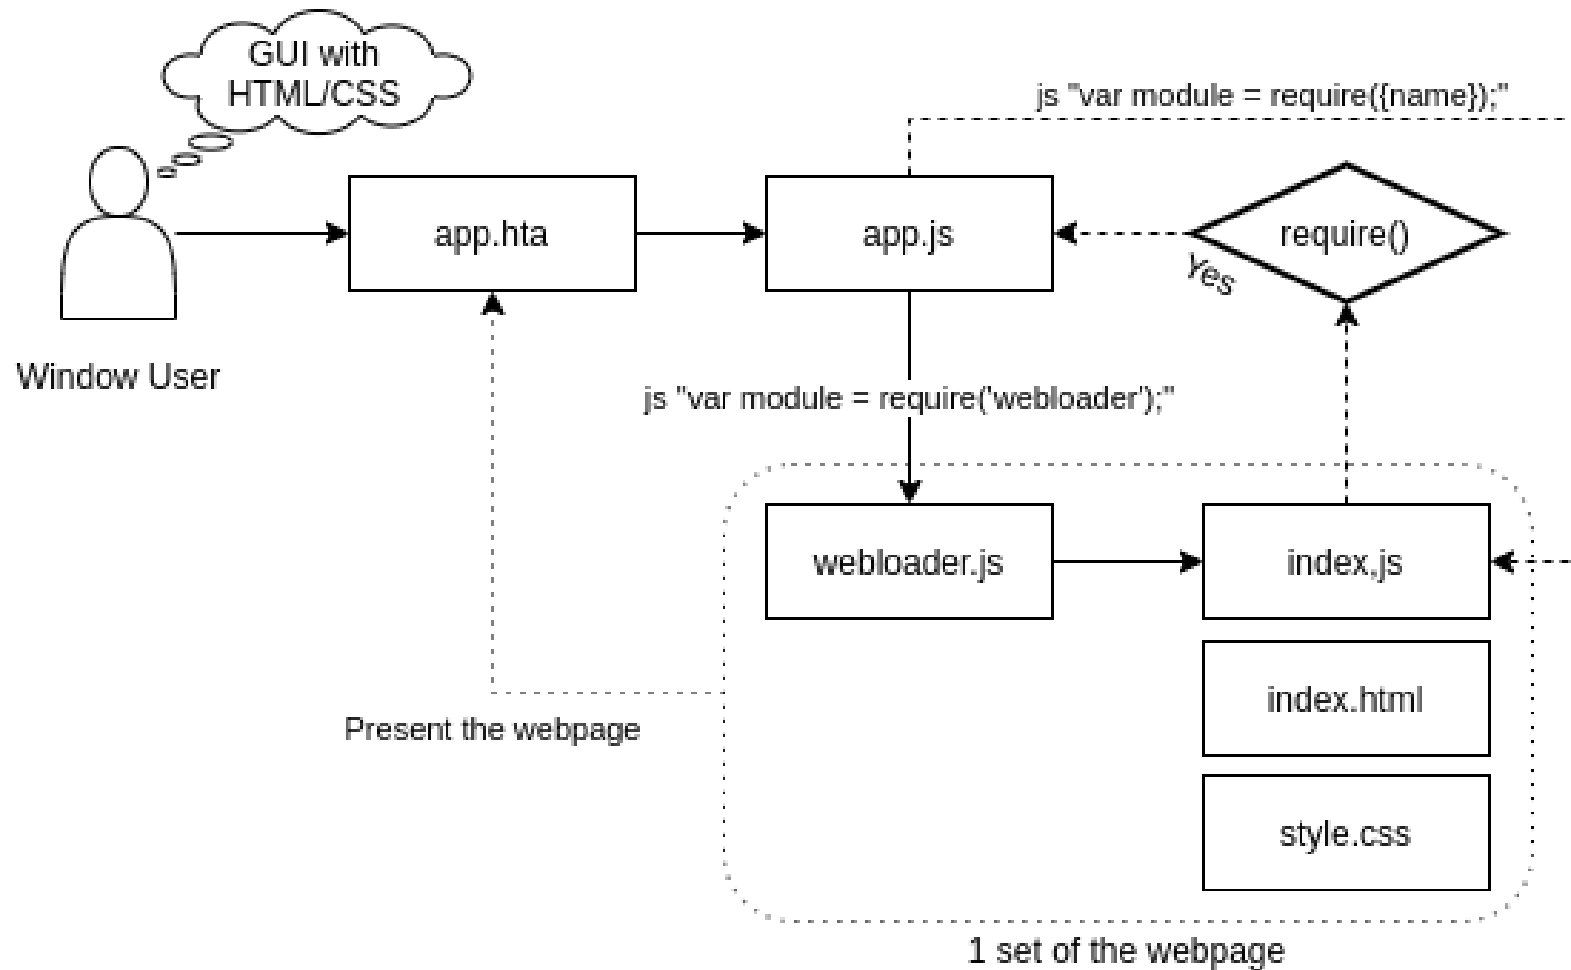 GUI with
HTML/CSS
js "var module = require({name});"
app.hta
app.js
require()
Yes
Window User
js "var module = require('webloader');"
webloader.js
index.js
index.html
Present the webpage
style.css
1 set of the webpage